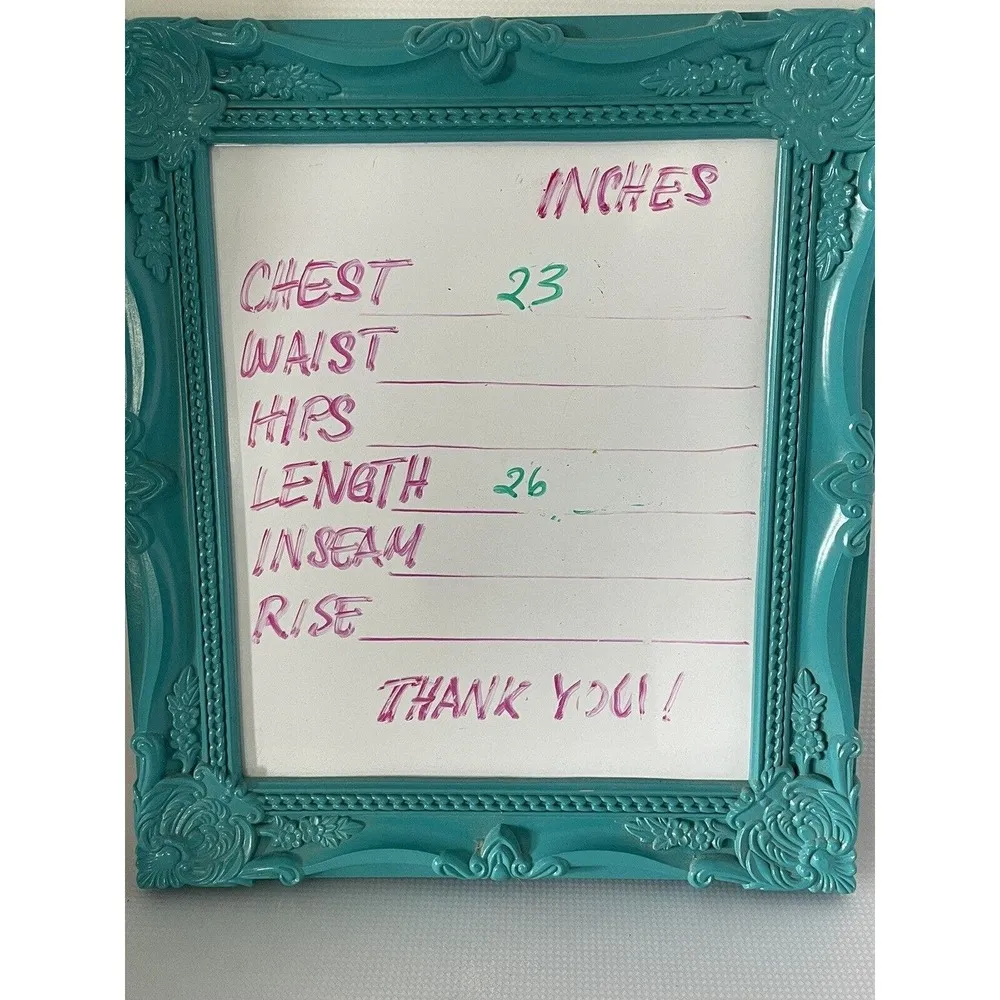 INCHES
CHEST 23
WAIST
HIPS
LENGTH 26
INSEAM
RISE
THANK YOU!